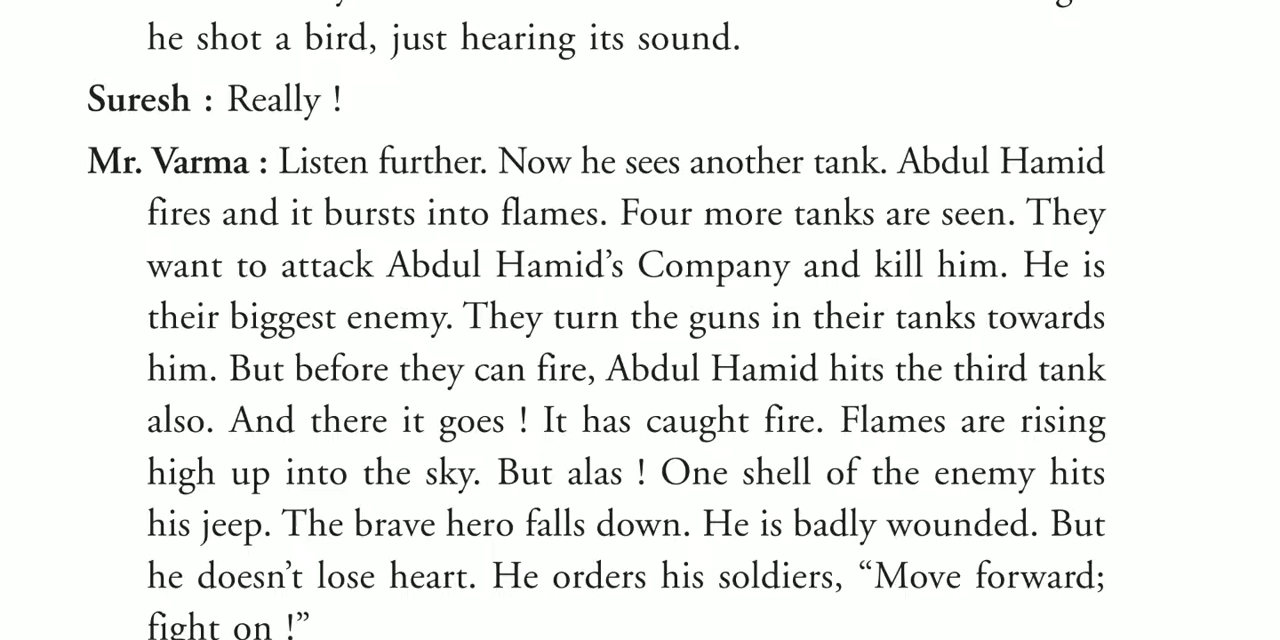 he shot a bird, just hearing its sound.
Suresh : Really !
Mr. Varma : Listen further. Now he sees another tank. Abdul Hamid
fires and it bursts into flames. Four more tanks are seen. They
want to attack Abdul Hamid’s Company and kill him. He is
their biggest enemy. They turn the guns in their tanks towards
him. But before they can fire, Abdul Hamid hits the third tank
also. And there it goes ! It has caught fire. Flames are rising
high up into the sky. But alas ! One shell of the enemy hits
his jeep. The brave hero falls down. He is badly wounded. But
he doesn’t lose heart. He orders his soldiers, “Move forward;
fight on !”